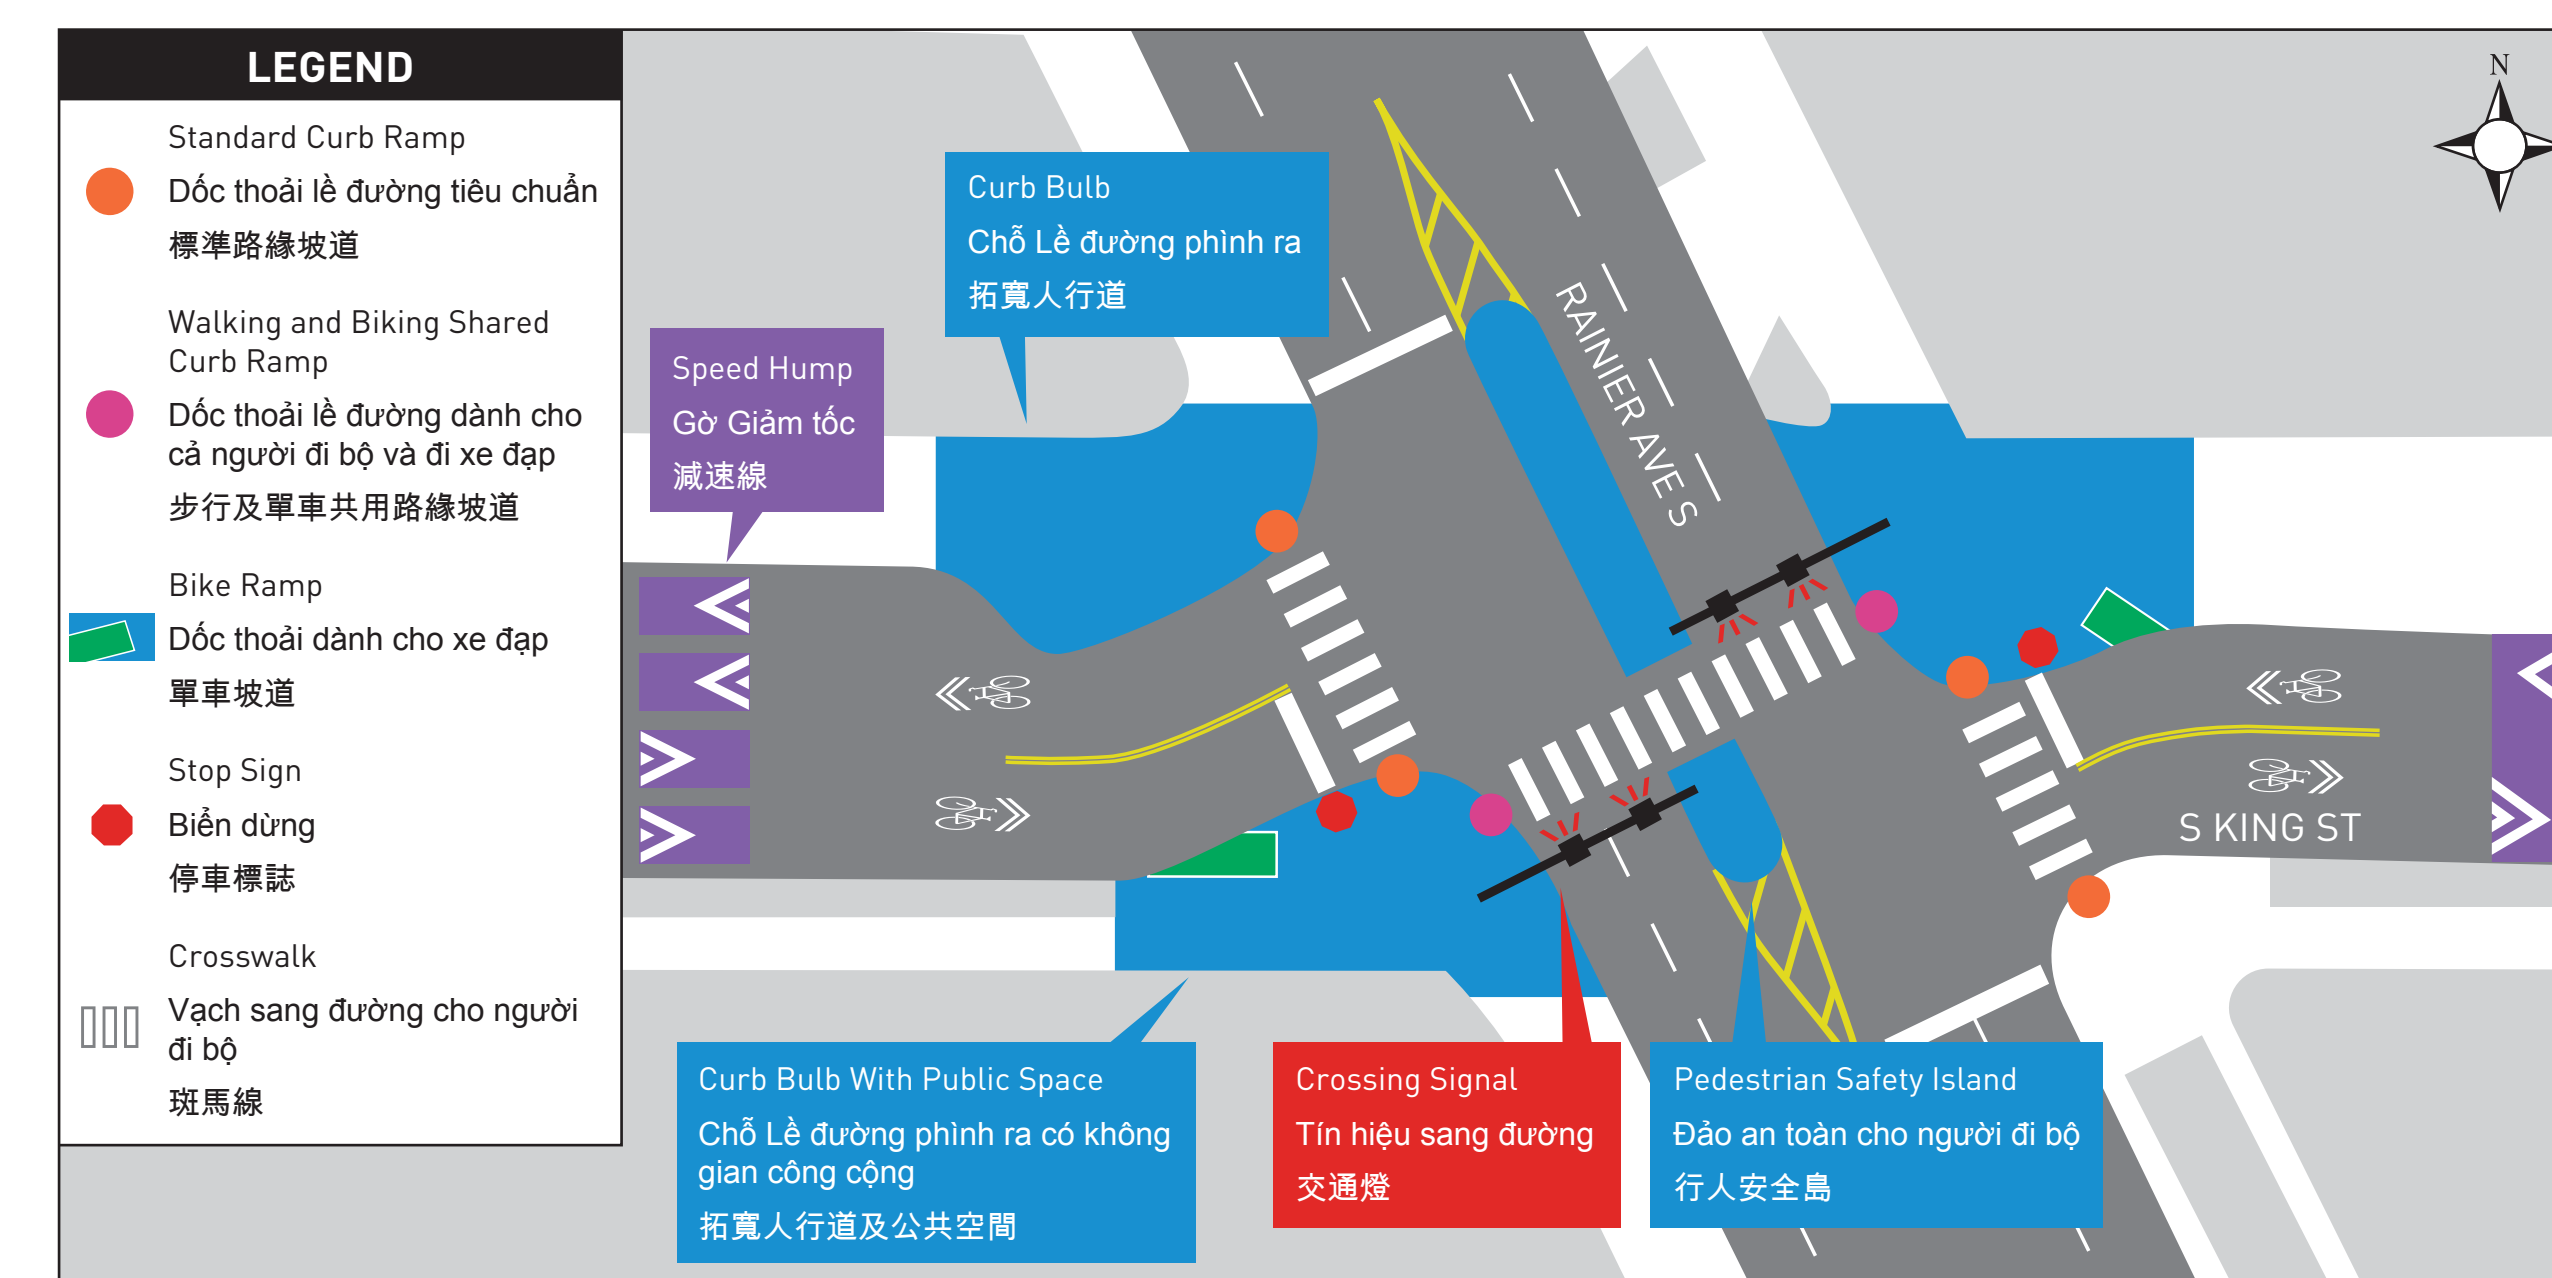 LEGEND
Standard Curb Ramp
Dốc thoải lề đường tiêu chuẩn
標準路緣坡道
Walking and Biking Shared
Curb Ramp
Dốc thoải lề đường dành cho
cả người đi bộ và đi xe đạp
步行及單車共用路緣坡道
Bike Ramp
Dốc thoải dành cho xe đạp
單車坡道
Stop Sign
Biển dừng
停車標誌
Crosswalk
Vạch sang đường cho người
đi bộ
班馬線
Curb Bulb
Chỗ Lề đường phình ra
拓寬人行道
Speed Hump
Gờ Giảm tốc
減速線
N
RAINIER AVE S
S KING ST
Curb Bulb With Public Space
Chỗ Lề đường phình ra có không
gian công cộng
拓寬人行道及公共空間
Crossing Signal
Tín hiệu sang đường
交通燈
Pedestrian Safety Island
Đảo an toàn cho người đi bộ
行人安全島